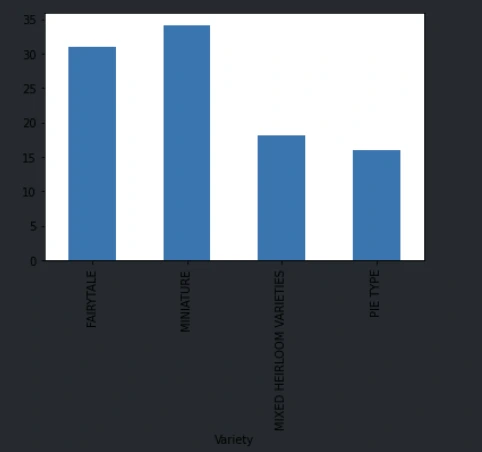 35
30
25
20
15
10
5
0
FAIRYTALE
MINIATURE
MIXED HEIRLOOM VARIETIES
PIE TYPE
Variety